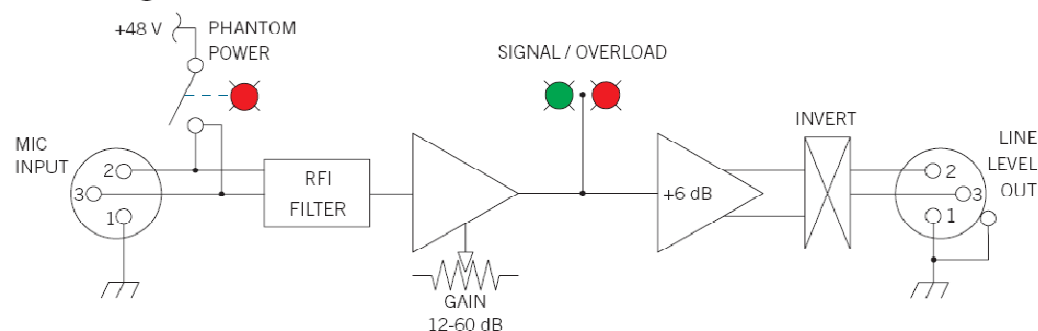 +48 V
PHANTOM
POWER
SIGNAL / OVERLOAD
INVERT
MIC
INPUT
LINE
LEVEL
OUT
2
3
1
RFI
FILTER
+6 dB
2
3
1
GAIN
12-60 dB